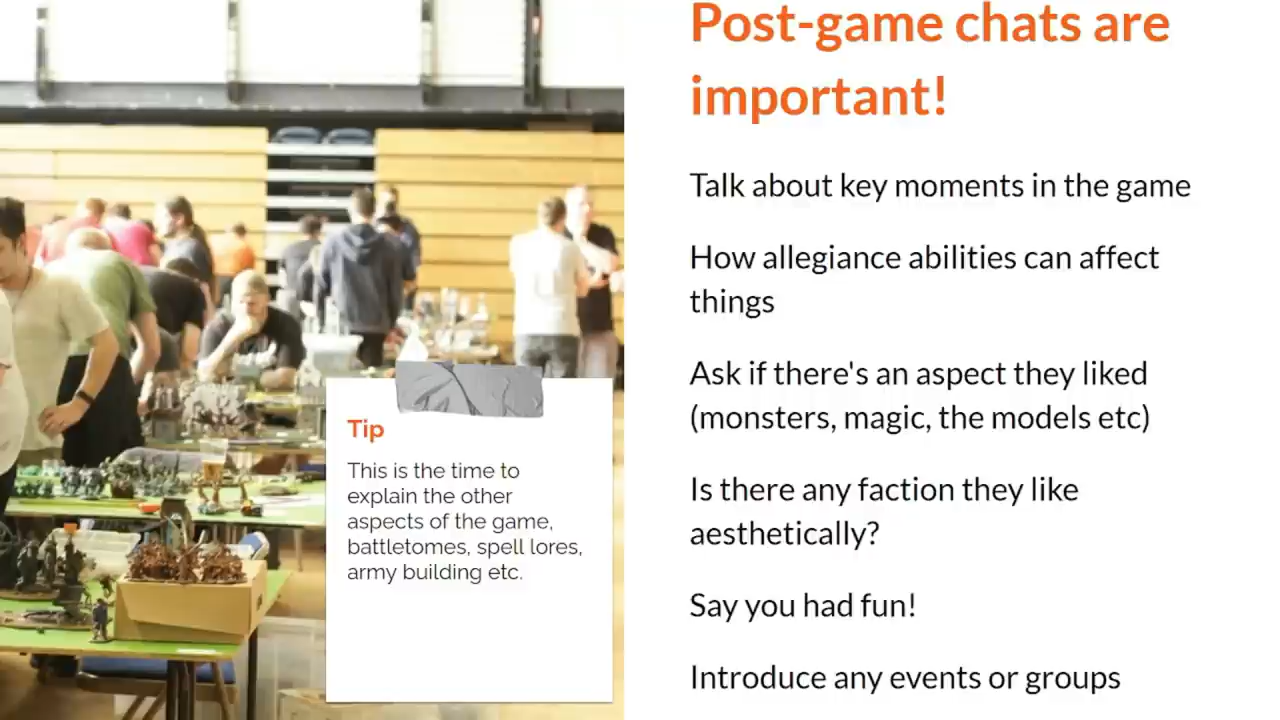 Post-game chats are
important!
Talk about key moments in the game
How allegiance abilities can affect
things
Ask if there's an aspect they liked
(monsters, magic, the models etc)
Is there any faction they like
aesthetically?
Say you had fun!
Introduce any events or groups
Tip
This is the time to
explain the other
aspects of the game,
battletomes, spell lores,
army building etc.